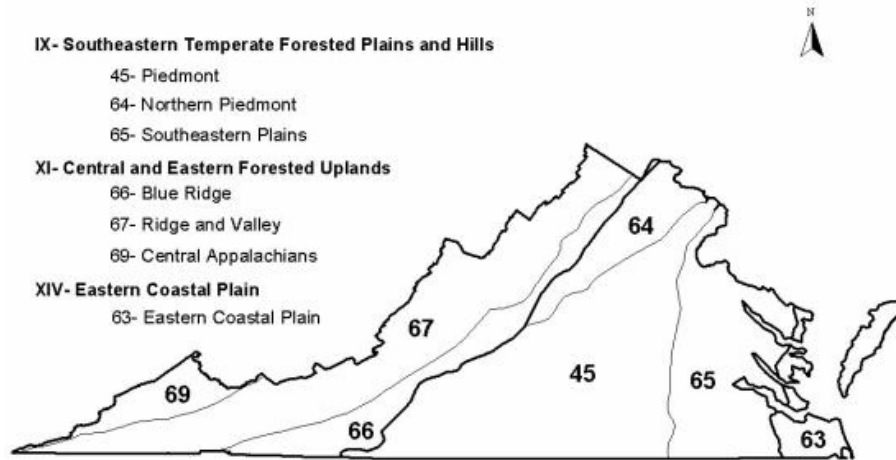 N
IX- Southeastern Temperate Forested Plains and Hills
45- Piedmont
64- Northern Piedmont
65- Southeastern Plains
XI- Central and Eastern Forested Uplands
66- Blue Ridge
67- Ridge and Valley
69- Central Appalachians
XIV- Eastern Coastal Plain
63- Eastern Coastal Plain
64
67
45
65
69
66
63